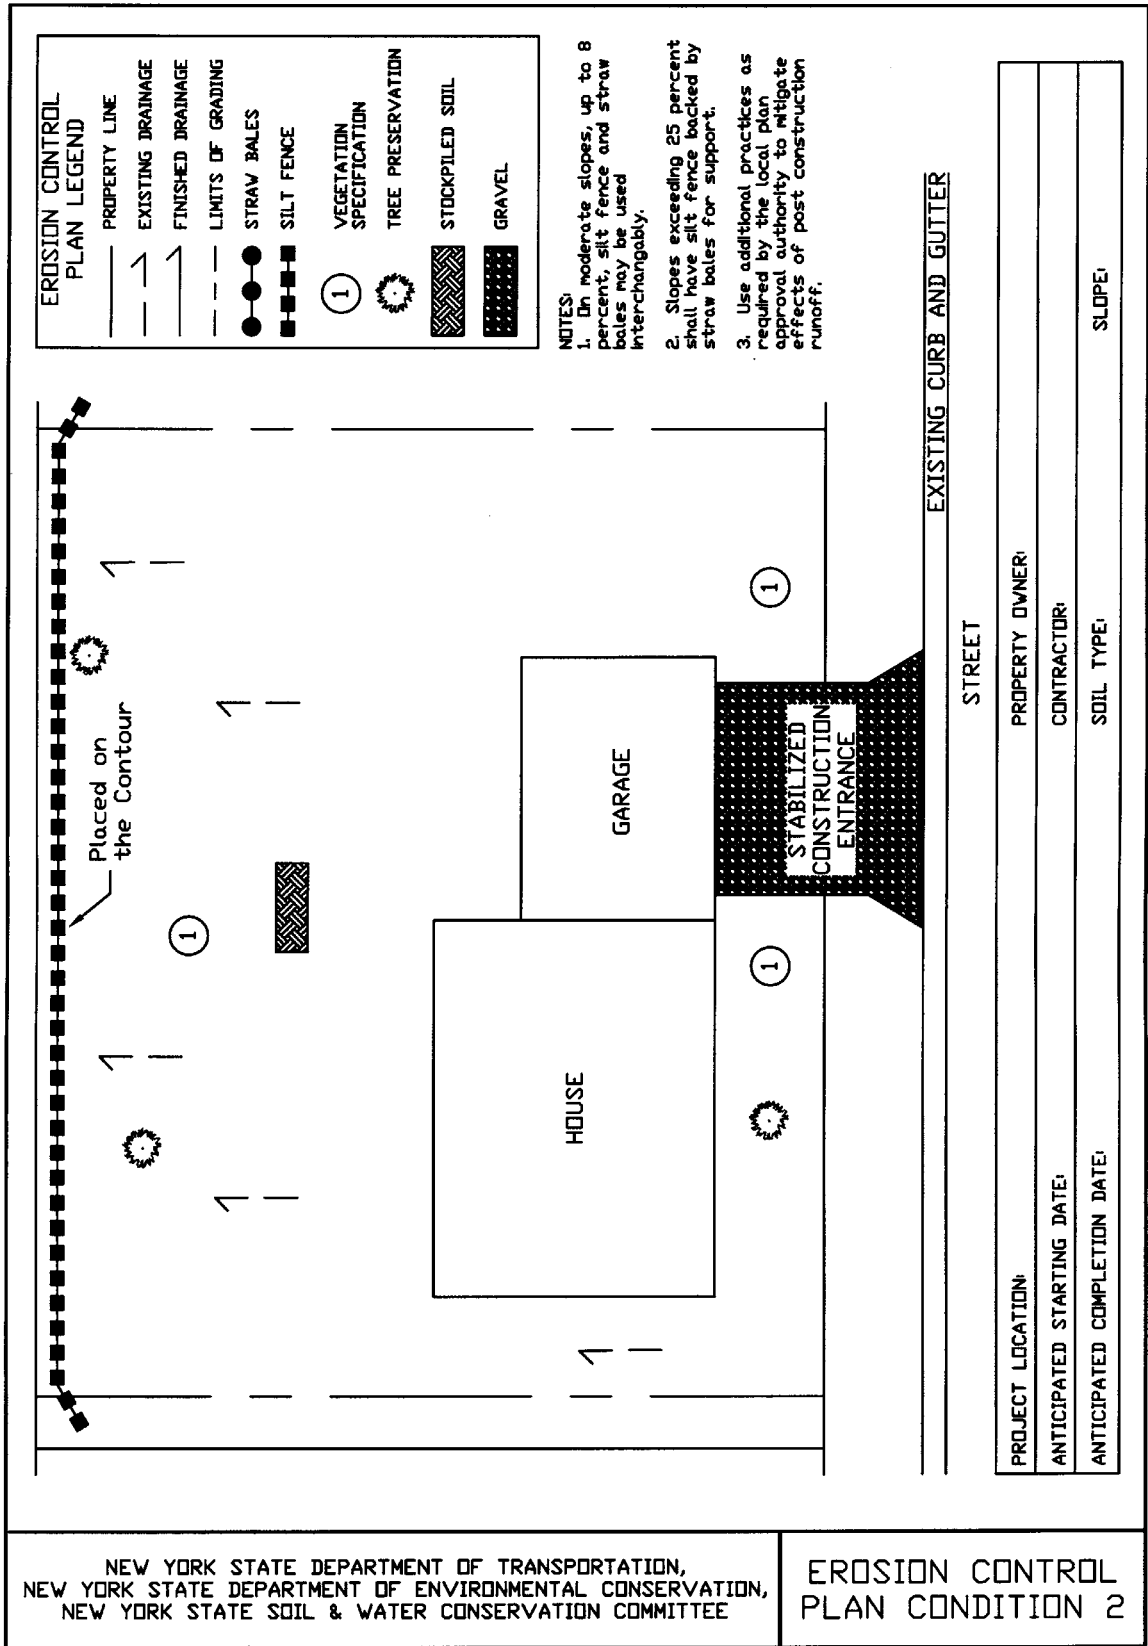 EROSION CONTROL
PLAN LEGEND
PROPERTY LINE
EXISTING DRAINAGE
FINISHED DRAINAGE
LIMITS OF GRADING
STRAW BALES
SILT FENCE
1
VEGETATION
SPECIFICATION
TREE PRESERVATION
STOCKPILED SOIL
GRAVEL
NOTES:
1. On moderate slopes, up to 8
percent, silt fence and straw
bales may be used
interchangably.
2. Slopes exceeding 25 percent
shall have silt fence backed by
straw bales for support.
3. Use additional practices as
required by the local plan
approval authority to mitigate
effects of post construction
runoff.
Placed on
the Contour
1
HOUSE
GARAGE
1
1
STABILIZED
CONSTRUCTION
ENTRANCE
EXISTING CURB AND GUTTER
STREET
PROJECT LOCATION:
PROPERTY OWNER:
ANTICIPATED STARTING DATE:
CONTRACTOR:
ANTICIPATED COMPLETION DATE:
SOIL TYPE:
SLOPE:
NEW YORK STATE DEPARTMENT OF TRANSPORTATION,
NEW YORK STATE DEPARTMENT OF ENVIRONMENTAL CONSERVATION,
NEW YORK STATE SOIL & WATER CONSERVATION COMMITTEE
EROSION CONTROL
PLAN CONDITION 2